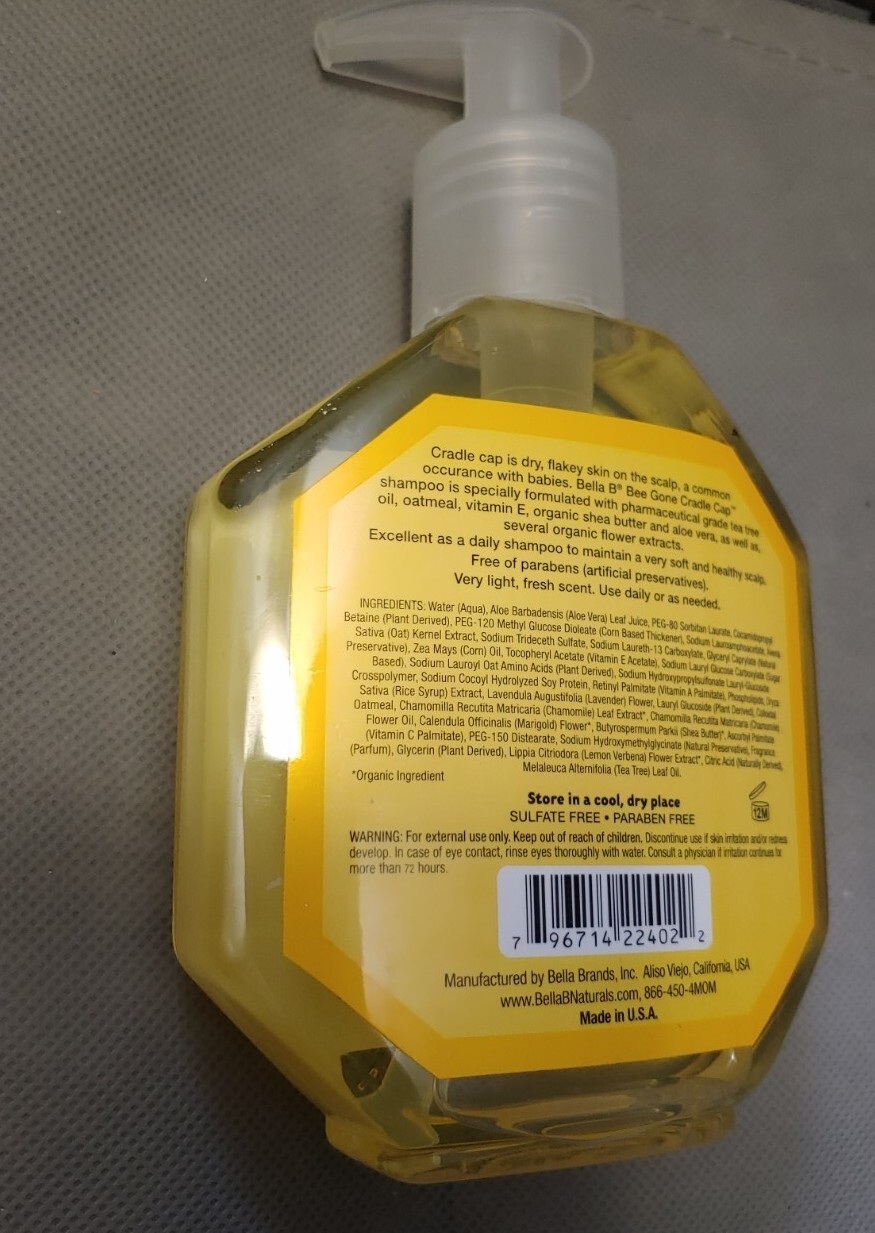 Cradle cap is dry, flakey skin on the scalp, a common
occurance with babies. Bella B® Bee Gone Cradle Cap™
shampoo is specially formulated with pharmaceutical grade tea tree
oil, oatmeal, vitamin E, organic shea butter and aloe vera, as well as,
several organic flower extracts.
Excellent as a daily shampoo to maintain a very soft and healthy scalp.
Free of parabens (artificial preservatives).
Very light, fresh scent. Use daily or as needed.
INGREDIENTS: Water (Aqua), Aloe Barbadensis (Aloe Vera) Leaf Juice, PEG-80 Sorbitan Laurate, Cocamidopropyl
Betaine (Plant Derived), PEG-120 Methyl Glucose Dioleate (Corn Based Thickener), Sodium Lauroamphoacetate, Avena
Sativa (Oat) Kernel Extract, Sodium Trideceth Sulfate, Sodium Laureth-13 Carboxylate, Glyceryl Caprylate (Natural
Preservative), Zea Mays (Corn) Oil, Tocopheryl Acetate (Vitamin E Acetate), Sodium Lauryl Glucose Carboxylate (Sugar
Based), Sodium Lauroyl Oat Amino Acids (Plant Derived), Sodium Hydroxypropylsulfonate Lauryl-Glucoside
Crosspolymer, Sodium Cocoyl Hydrolyzed Soy Protein, Retinyl Palmitate (Vitamin A Palmitate), Phospholipids, Oryza
Sativa (Rice Syrup) Extract, Lavendula Augustifolia (Lavender) Flower, Lauryl Glucoside (Plant Derived), Colloidal
Oatmeal, Chamomilla Recutita Matricaria (Chamomile) Leaf Extract*, Chamomilla Recutita Matricaria (Chamomile)
Flower Oil, Calendula Officinalis (Marigold) Flower*, Butyrospermum Parkii (Shea Butter)*, Ascorbyl Palmitate
(Vitamin C Palmitate), PEG-150 Distearate, Sodium Hydroxymethylglycinate (Natural Preservative), Fragrance
(Parfum), Glycerin (Plant Derived), Lippia Citriodora (Lemon Verbena) Flower Extract*, Citric Acid (Naturally Derived),
Melaleuca Alternifolia (Tea Tree) Leaf Oil.
*Organic Ingredient
Store in a cool, dry place
SULFATE FREE • PARABEN FREE
12M
WARNING: For external use only. Keep out of reach of children. Discontinue use if skin irritation and/or redness
develop. In case of eye contact, rinse eyes thoroughly with water. Consult a physician if irritation continues for
more than 72 hours.
7 96714 22402 2
Manufactured by Bella Brands, Inc. Aliso Viejo, California, USA
www.BellaBNaturals.com, 866-450-4MOM
Made in U.S.A.